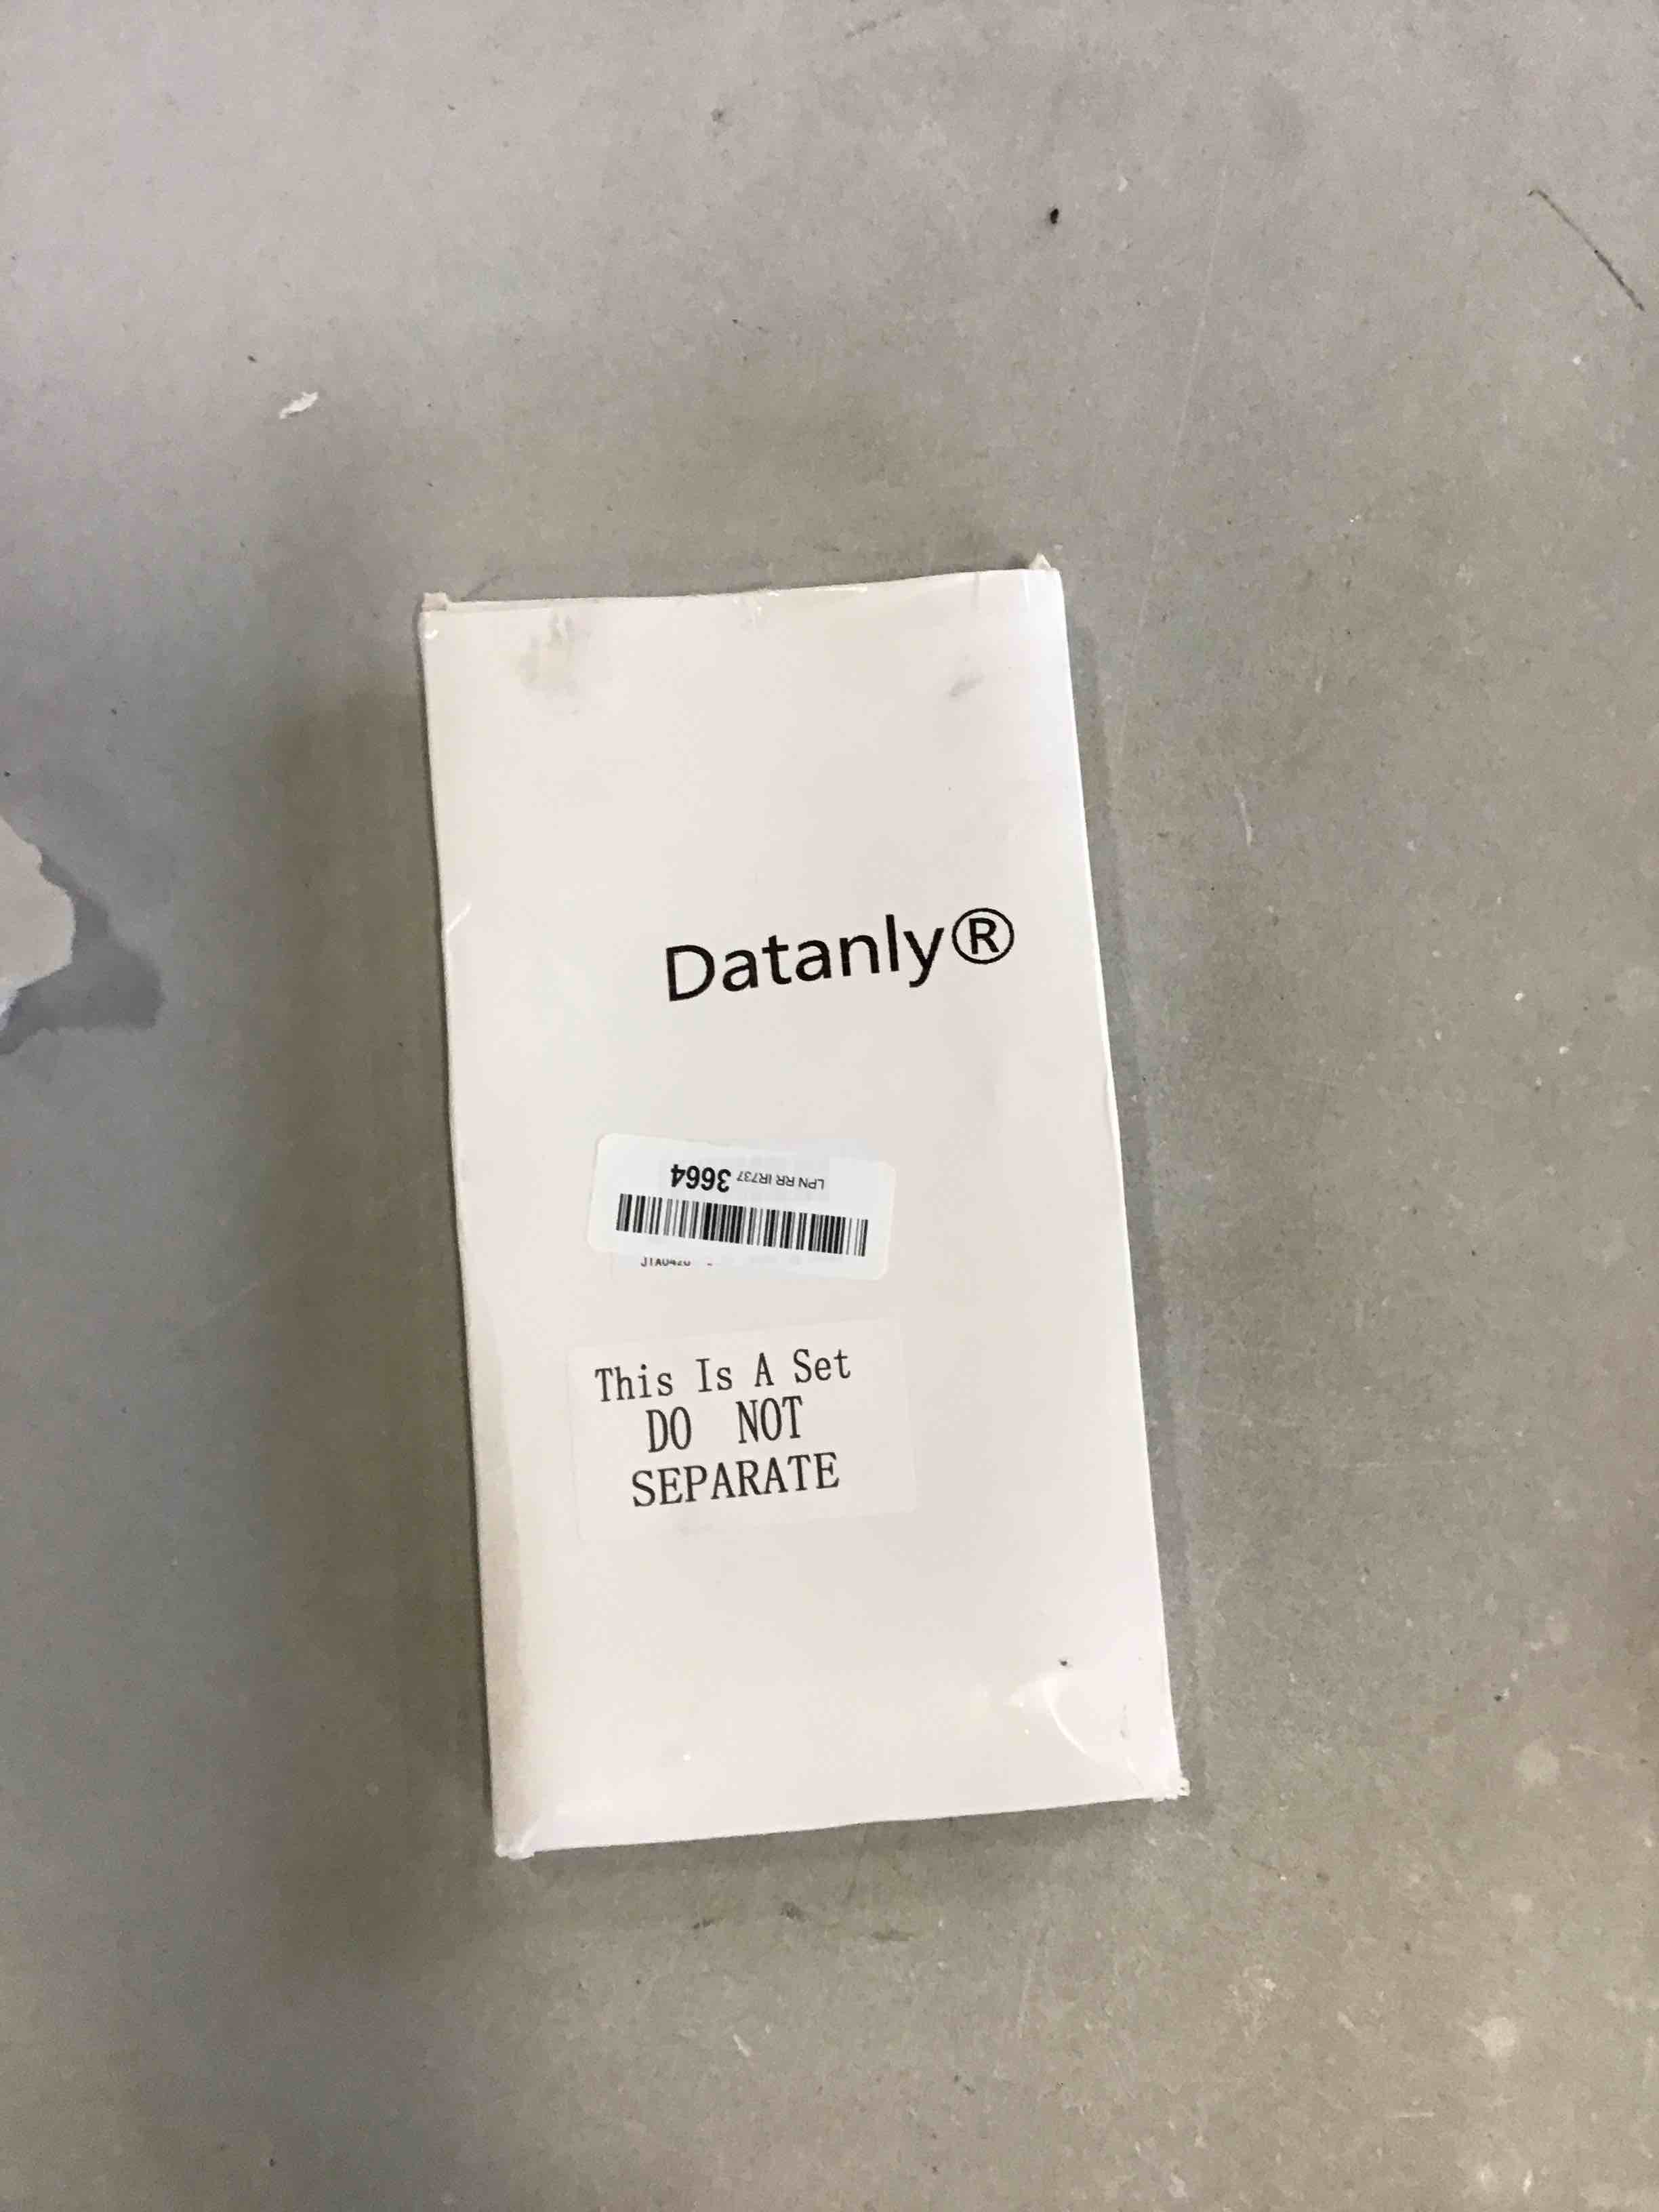 Datanly®
LPN RR IR737 3664
This Is A Set
DO NOT
SEPARATE